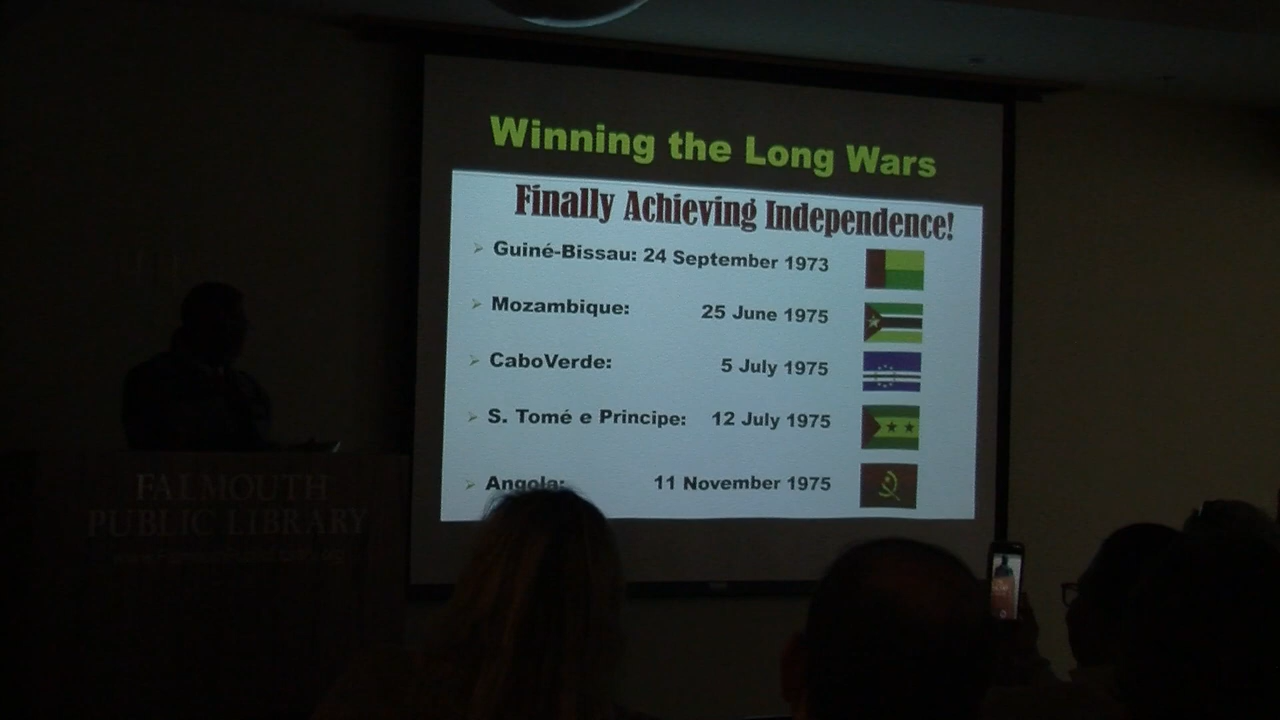 Winning the Long Wars
Finally Achieving Independence!
Guiné-Bissau: 24 September 1973
Mozambique: 25 June 1975
CaboVerde: 5 July 1975
S. Tomé e Principe: 12 July 1975
Angola: 11 November 1975
FALMOUTH
PUBLIC LIBRARY